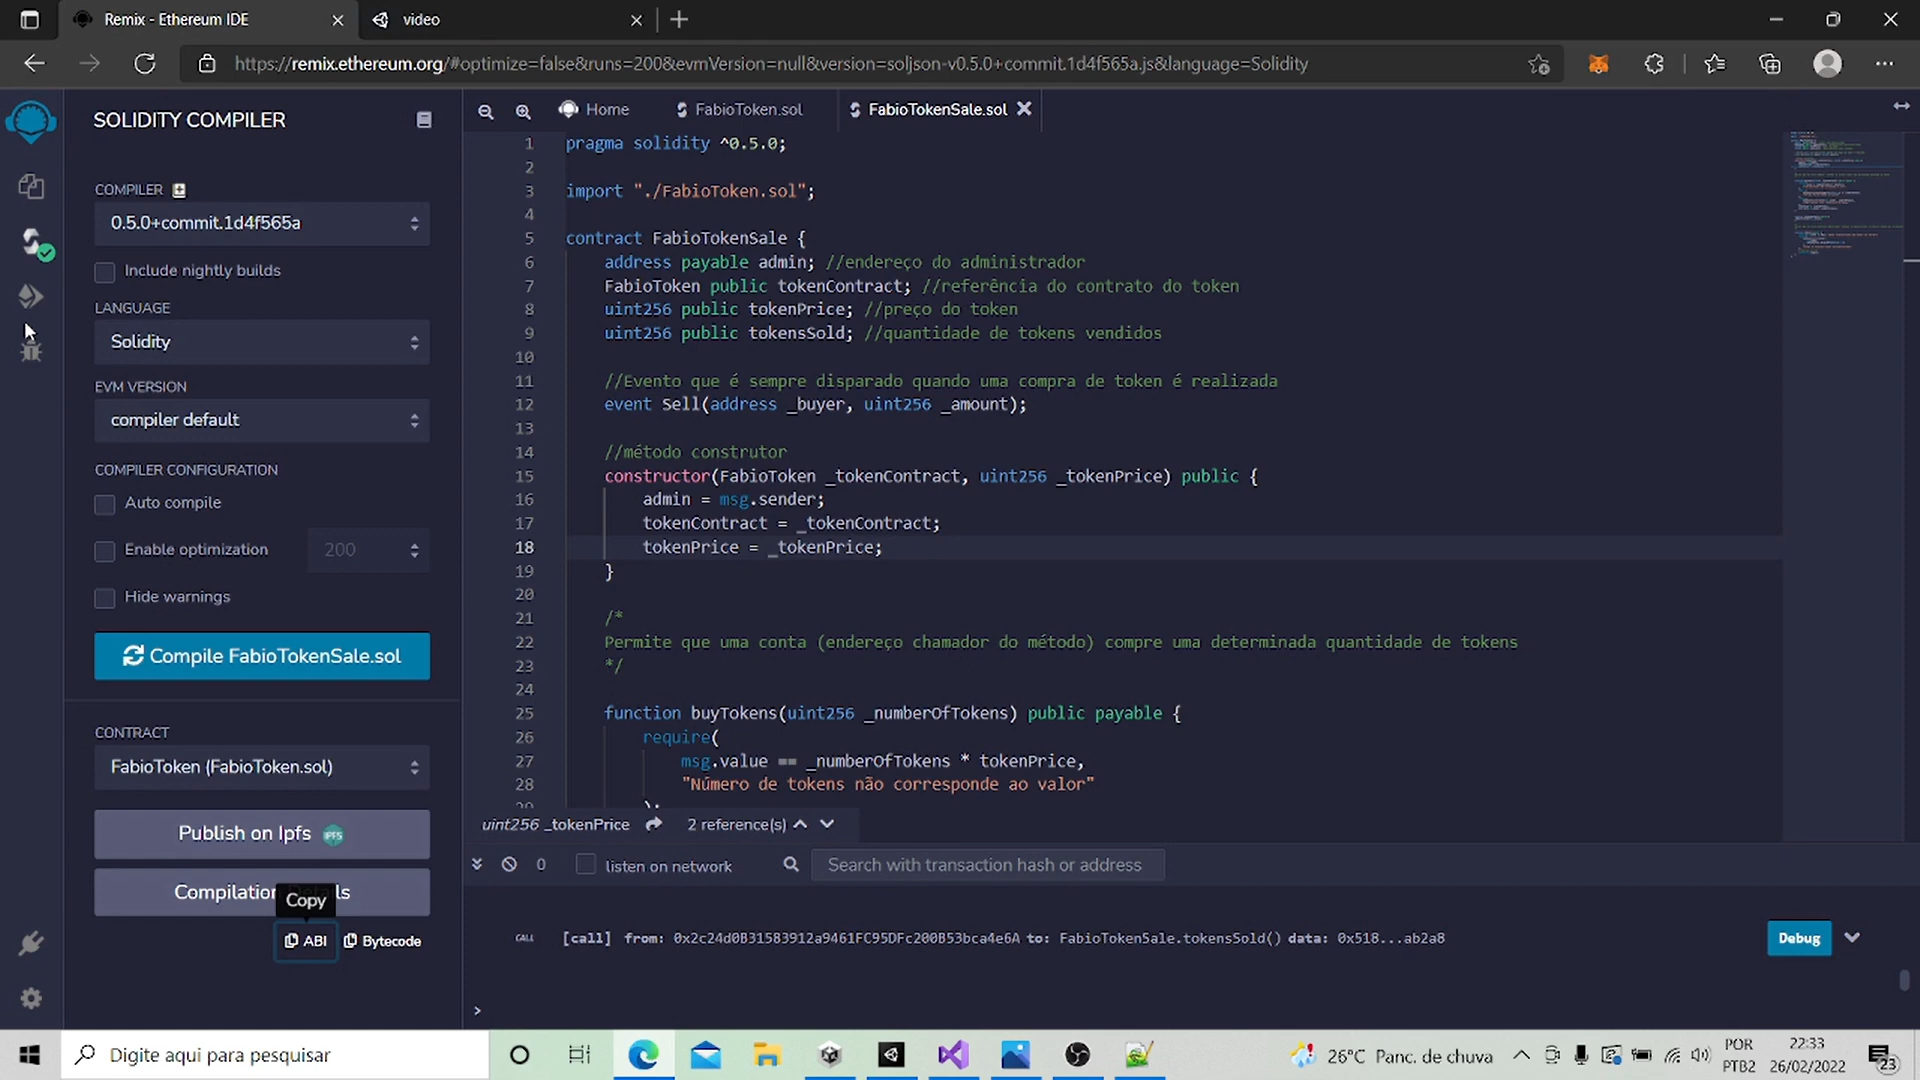 Remix - Ethereum IDE
video
https://remix.ethereum.org/#optimize=false&runs=200&evmVersion=null&version=soljson-v0.5.0+commit.1d4f565a.js&language=Solidity
SOLIDITY COMPILER
COMPILER
0.5.0+commit.1d4f565a
Include nightly builds
LANGUAGE
Solidity
EVM VERSION
compiler default
COMPILER CONFIGURATION
Auto compile
Enable optimization
200
Hide warnings
Compile FabioTokenSale.sol
CONTRACT
FabioToken (FabioToken.sol)
Publish on Ipfs
IPFS
Compilation Details
Copy
ABI
Bytecode
Home
FabioToken.sol
FabioTokenSale.sol
1 pragma solidity ^0.5.0;
2
3 import "./FabioToken.sol";
4
5 contract FabioTokenSale {
6 address payable admin; //endereço do administrador
7 FabioToken public tokenContract; //referência do contrato do token
8 uint256 public tokenPrice; //preço do token
9 uint256 public tokensSold; //quantidade de tokens vendidos
10
11 //Evento que é sempre disparado quando uma compra de token é realizada
12 event Sell(address _buyer, uint256 _amount);
13
14 //método construtor
15 constructor(FabioToken _tokenContract, uint256 _tokenPrice) public {
16 admin = msg.sender;
17 tokenContract = _tokenContract;
18 tokenPrice = _tokenPrice;
19 }
20
21 /*
22 Permite que uma conta (endereço chamador do método) compre uma determinada quantidade de tokens
23 */
24
25 function buyTokens(uint256 _numberOfTokens) public payable {
26 require(
27 msg.value == _numberOfTokens * tokenPrice,
28 "Número de tokens não corresponde ao valor"
29 );
uint256 _tokenPrice
2 reference(s)
0
listen on network
Search with transaction hash or address
CALL [call] from: 0x2c24d0B31583912a9461FC95DFc200B53bca4e6A to: FabioTokenSale.tokensSold() data: 0x518...ab2a8
Debug
>
Digite aqui para pesquisar
26°C Panc. de chuva
POR
PTB2
22:33
26/02/2022
23